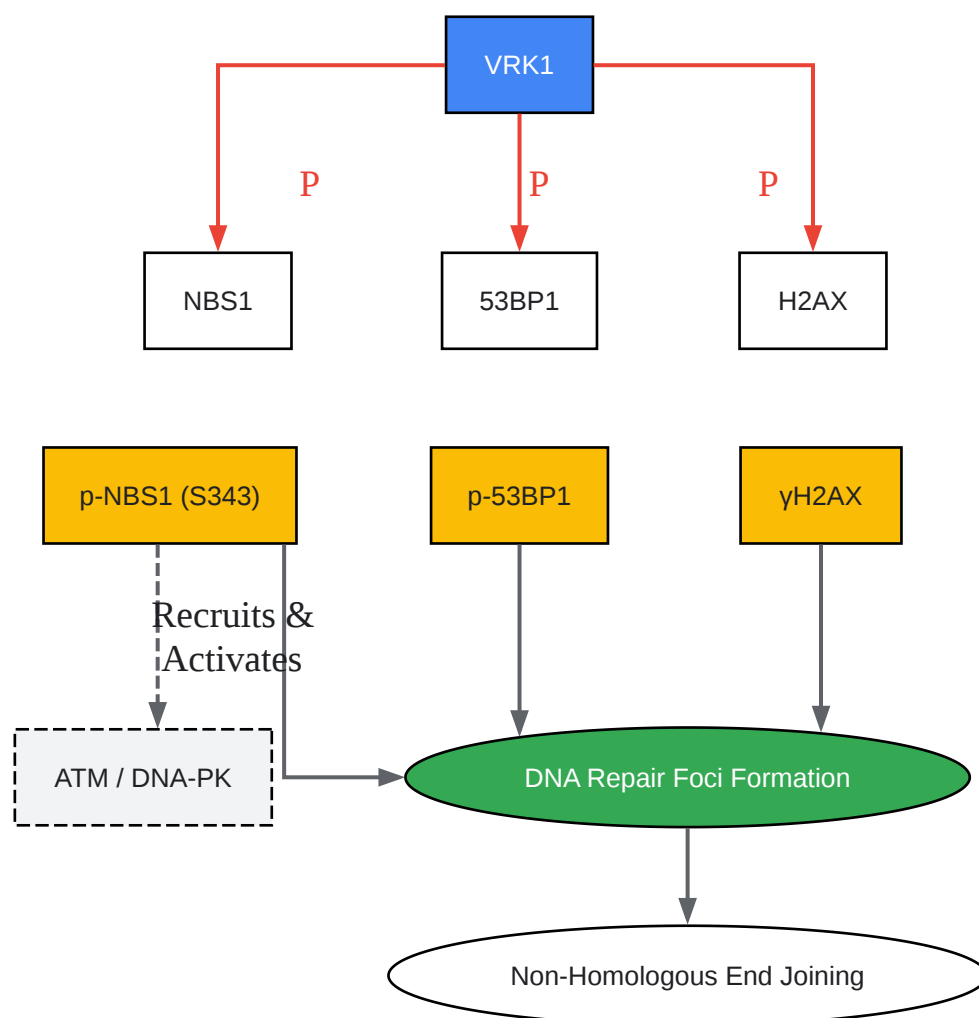 VRK1
P
P
P
NBS1
53BP1
H2AX
p-NBS1 (S343)
p-53BP1
γH2AX
Recruits &
Activates
ATM / DNA-PK
DNA Repair Foci Formation
Non-Homologous End Joining